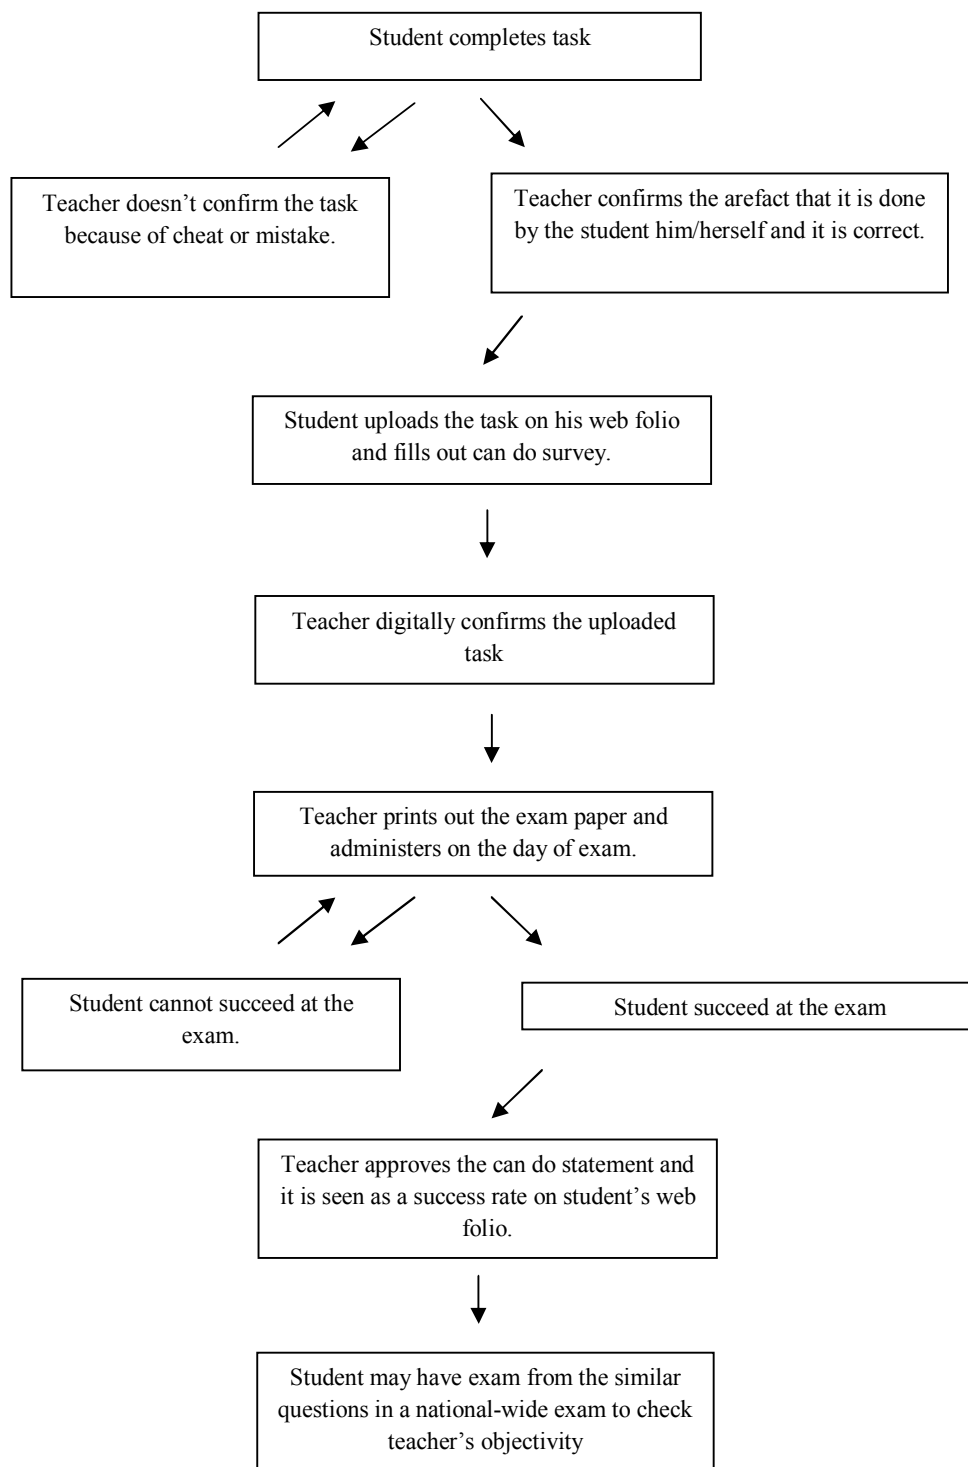 Student completes task
Teacher doesn’t confirm the task
because of cheat or mistake.
Teacher confirms the arefact that it is done
by the student him/herself and it is correct.
Student uploads the task on his web folio
and fills out can do survey.
Teacher digitally confirms the uploaded
task
Teacher prints out the exam paper and
administers on the day of exam.
Student cannot succeed at the
exam.
Student succeed at the exam
Teacher approves the can do statement and
it is seen as a success rate on student’s web
folio.
Student may have exam from the similar
questions in a national-wide exam to check
teacher’s objectivity